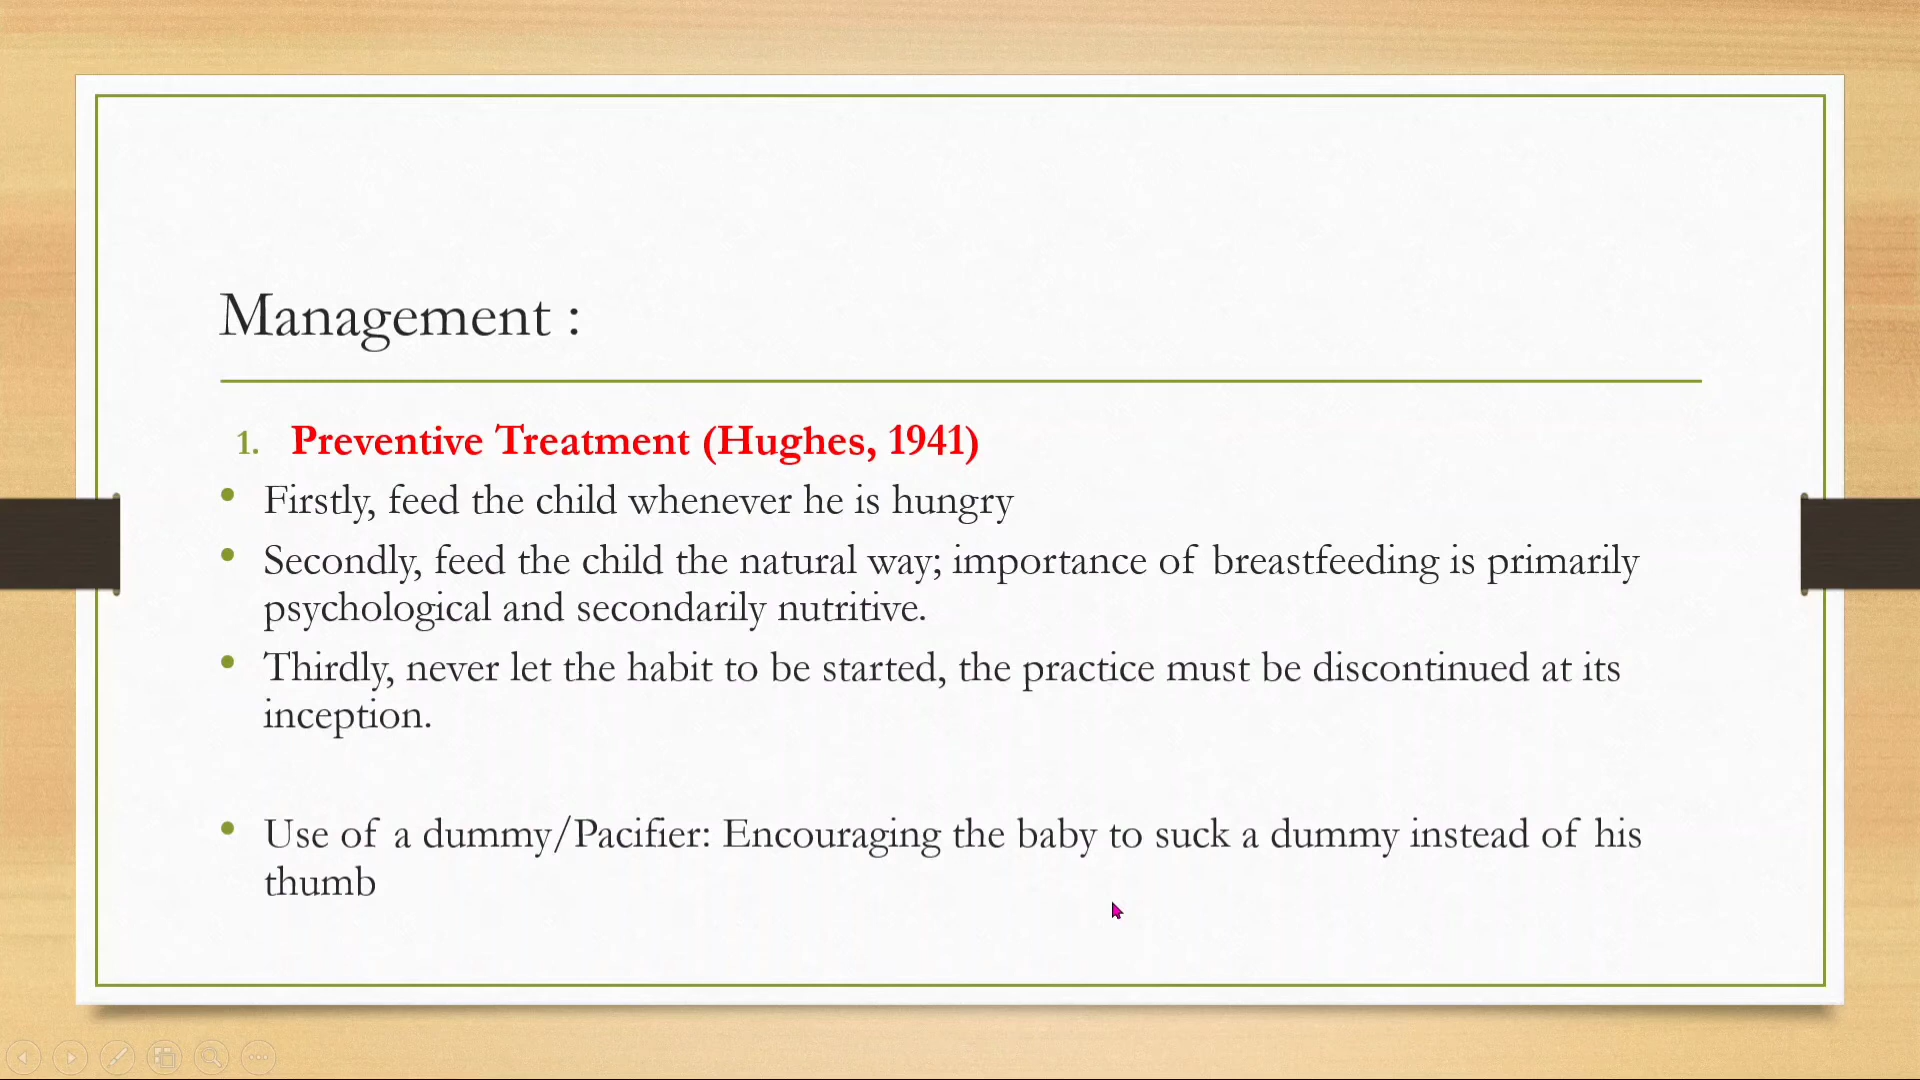 Management :
1. Preventive Treatment (Hughes, 1941)
• Firstly, feed the child whenever he is hungry
• Secondly, feed the child the natural way; importance of breastfeeding is primarily
psychological and secondarily nutritive.
• Thirdly, never let the habit to be started, the practice must be discontinued at its
inception.
• Use of a dummy/Pacifier: Encouraging the baby to suck a dummy instead of his
thumb